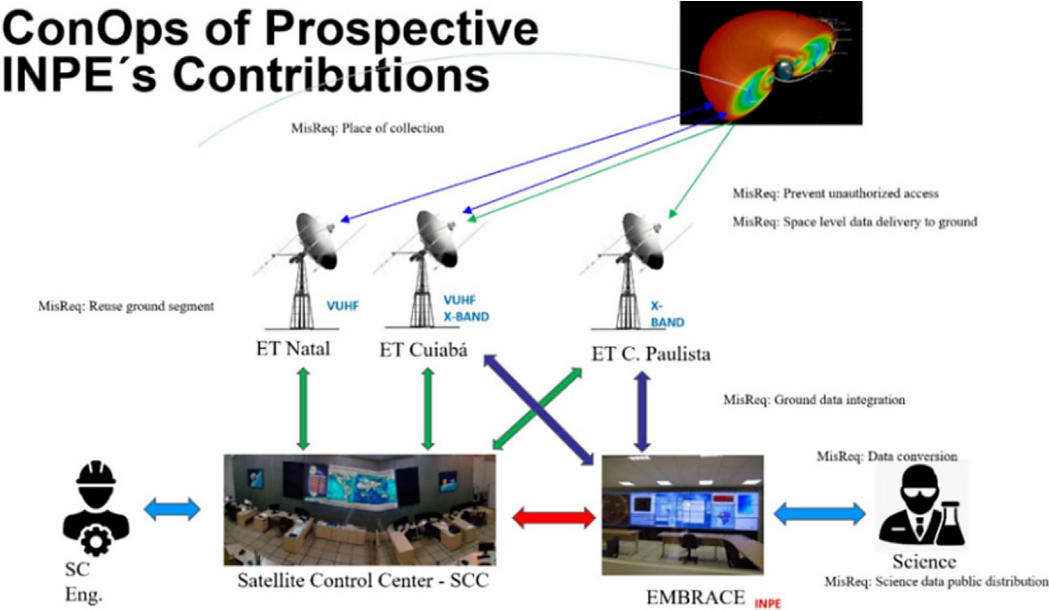 ConOps of Prospective
INPE´s Contributions
MisReq: Place of collection
MisReq: Prevent unauthorized access
MisReq: Space level data delivery to ground
MisReq: Reuse ground segment
VUHF
VUHF
X-BAND
X-
BAND
ET Natal
ET Cuiabá
ET C. Paulista
MisReq: Ground data integration
MisReq: Data conversion
SC
Eng.
Satellite Control Center - SCC
EMBRACE
INPE
Science
MisReq: Science data public distribution